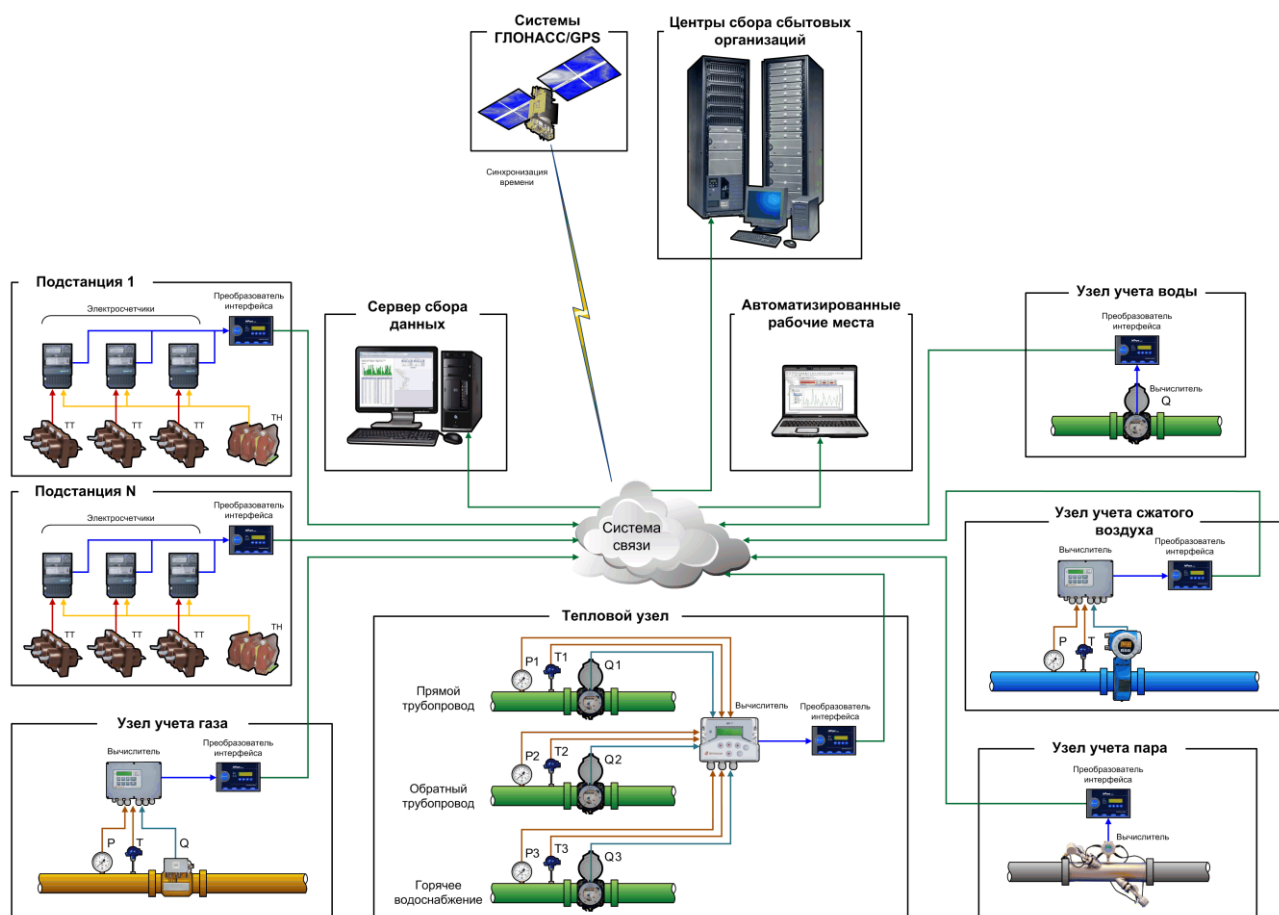 Системы
ГЛОНАСС/GPS
Синхронизация
времени
Центры сбора сбытовых
организаций
Подстанция 1
Электросчетчики
Преобразователь
интерфейса
ТТ
ТТ
ТТ
ТН
Сервер сбора
данных
Автоматизированные
рабочие места
Узел учета воды
Преобразователь
интерфейса
Вычислитель
Q
Подстанция N
Электросчетчики
Преобразователь
интерфейса
ТТ
ТТ
ТТ
ТН
Система
связи
Узел учета сжатого
воздуха
Вычислитель
Преобразователь
интерфейса
P
T
Тепловой узел
P1
T1
Q1
Прямой
трубопровод
Вычислитель
Преобразователь
интерфейса
P2
T2
Q2
Обратный
трубопровод
P3
T3
Q3
Горячее
водоснабжение
Узел учета газа
Вычислитель
Преобразователь
интерфейса
P
T
Q
Узел учета пара
Преобразователь
интерфейса
Вычислитель